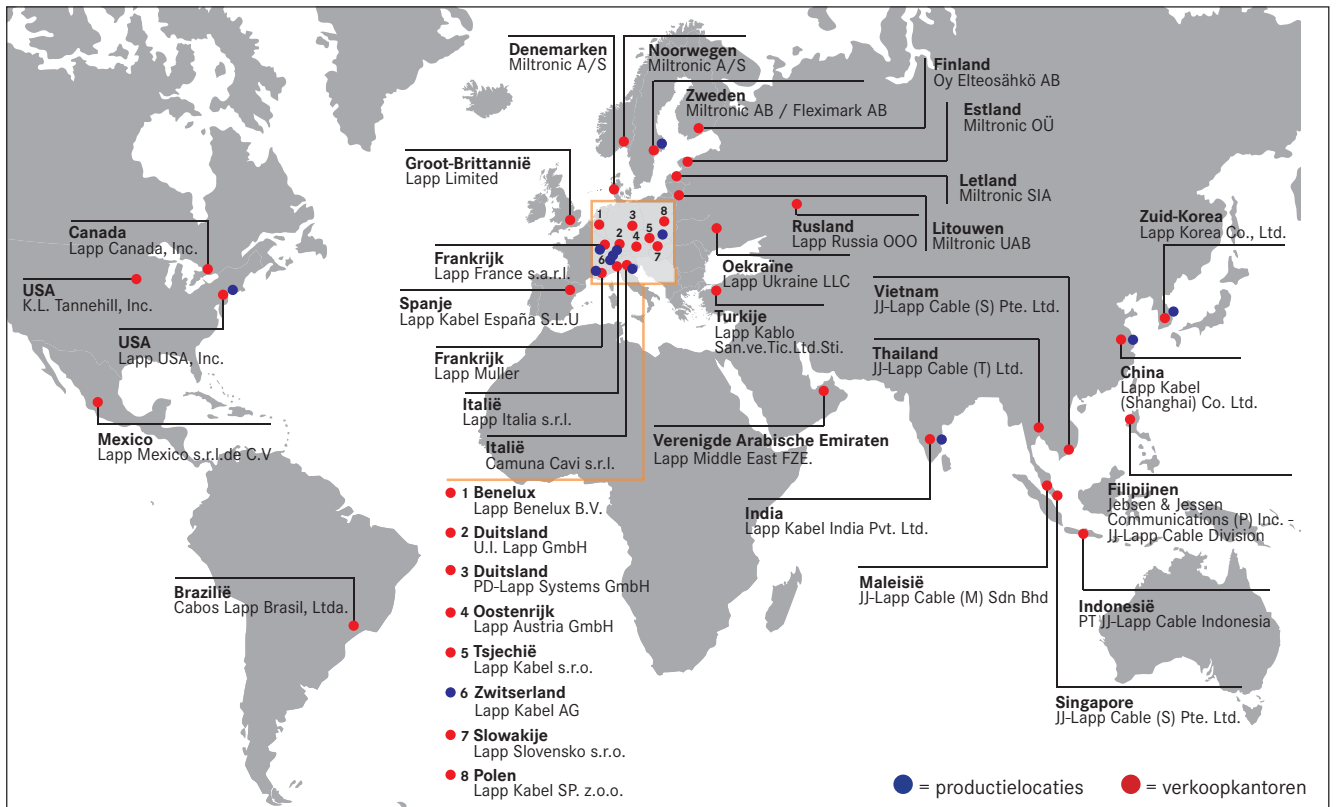 Denemarken
Miltronic A/S
Noorwegen
Miltronic A/S
Zweden
Miltronic AB / Fleximark AB
Finland
Oy Elteosähkö AB
Estland
Miltronic OÜ
Groot-Brittannië
Lapp Limited
Letland
Miltronic SIA
Canada
Lapp Canada, Inc.
Rusland
Lapp Russia OOO
Litouwen
Miltronic UAB
Zuid-Korea
Lapp Korea Co., Ltd.
USA
K.L. Tannehill, Inc.
Frankrijk
Lapp France s.a.r.l.
Oekraïne
Lapp Ukraine LLC
Vietnam
JJ-Lapp Cable (S) Pte. Ltd.
1
3
8
2
4
5
6
7
USA
Lapp USA, Inc.
Spanje
Lapp Kabel España S.L.U
Turkije
Lapp Kablo
San.ve.Tic.Ltd.Sti.
Thailand
JJ-Lapp Cable (T) Ltd.
Frankrijk
Lapp Muller
China
Lapp Kabel
(Shanghai) Co. Ltd.
Italië
Lapp Italia s.r.l.
Mexico
Lapp Mexico s.r.l.de C.V
Italië
Camuna Cavi s.r.l.
Verenigde Arabische Emiraten
Lapp Middle East FZE.
1 Benelux
Lapp Benelux B.V.
India
Lapp Kabel India Pvt. Ltd.
Filipijnen
Jebsen & Jessen
Communications (P) Inc. -
JJ-Lapp Cable Division
2 Duitsland
U.I. Lapp GmbH
3 Duitsland
PD-Lapp Systems GmbH
Brazilië
Cabos Lapp Brasil, Ltda.
Maleisië
JJ-Lapp Cable (M) Sdn Bhd
4 Oostenrijk
Lapp Austria GmbH
Indonesië
PT JJ-Lapp Cable Indonesia
5 Tsjechië
Lapp Kabel s.r.o.
6 Zwitserland
Lapp Kabel AG
Singapore
JJ-Lapp Cable (S) Pte. Ltd.
7 Slowakije
Lapp Slovensko s.r.o.
8 Polen
Lapp Kabel SP. z.o.o.
= productielocaties
= verkoopkantoren